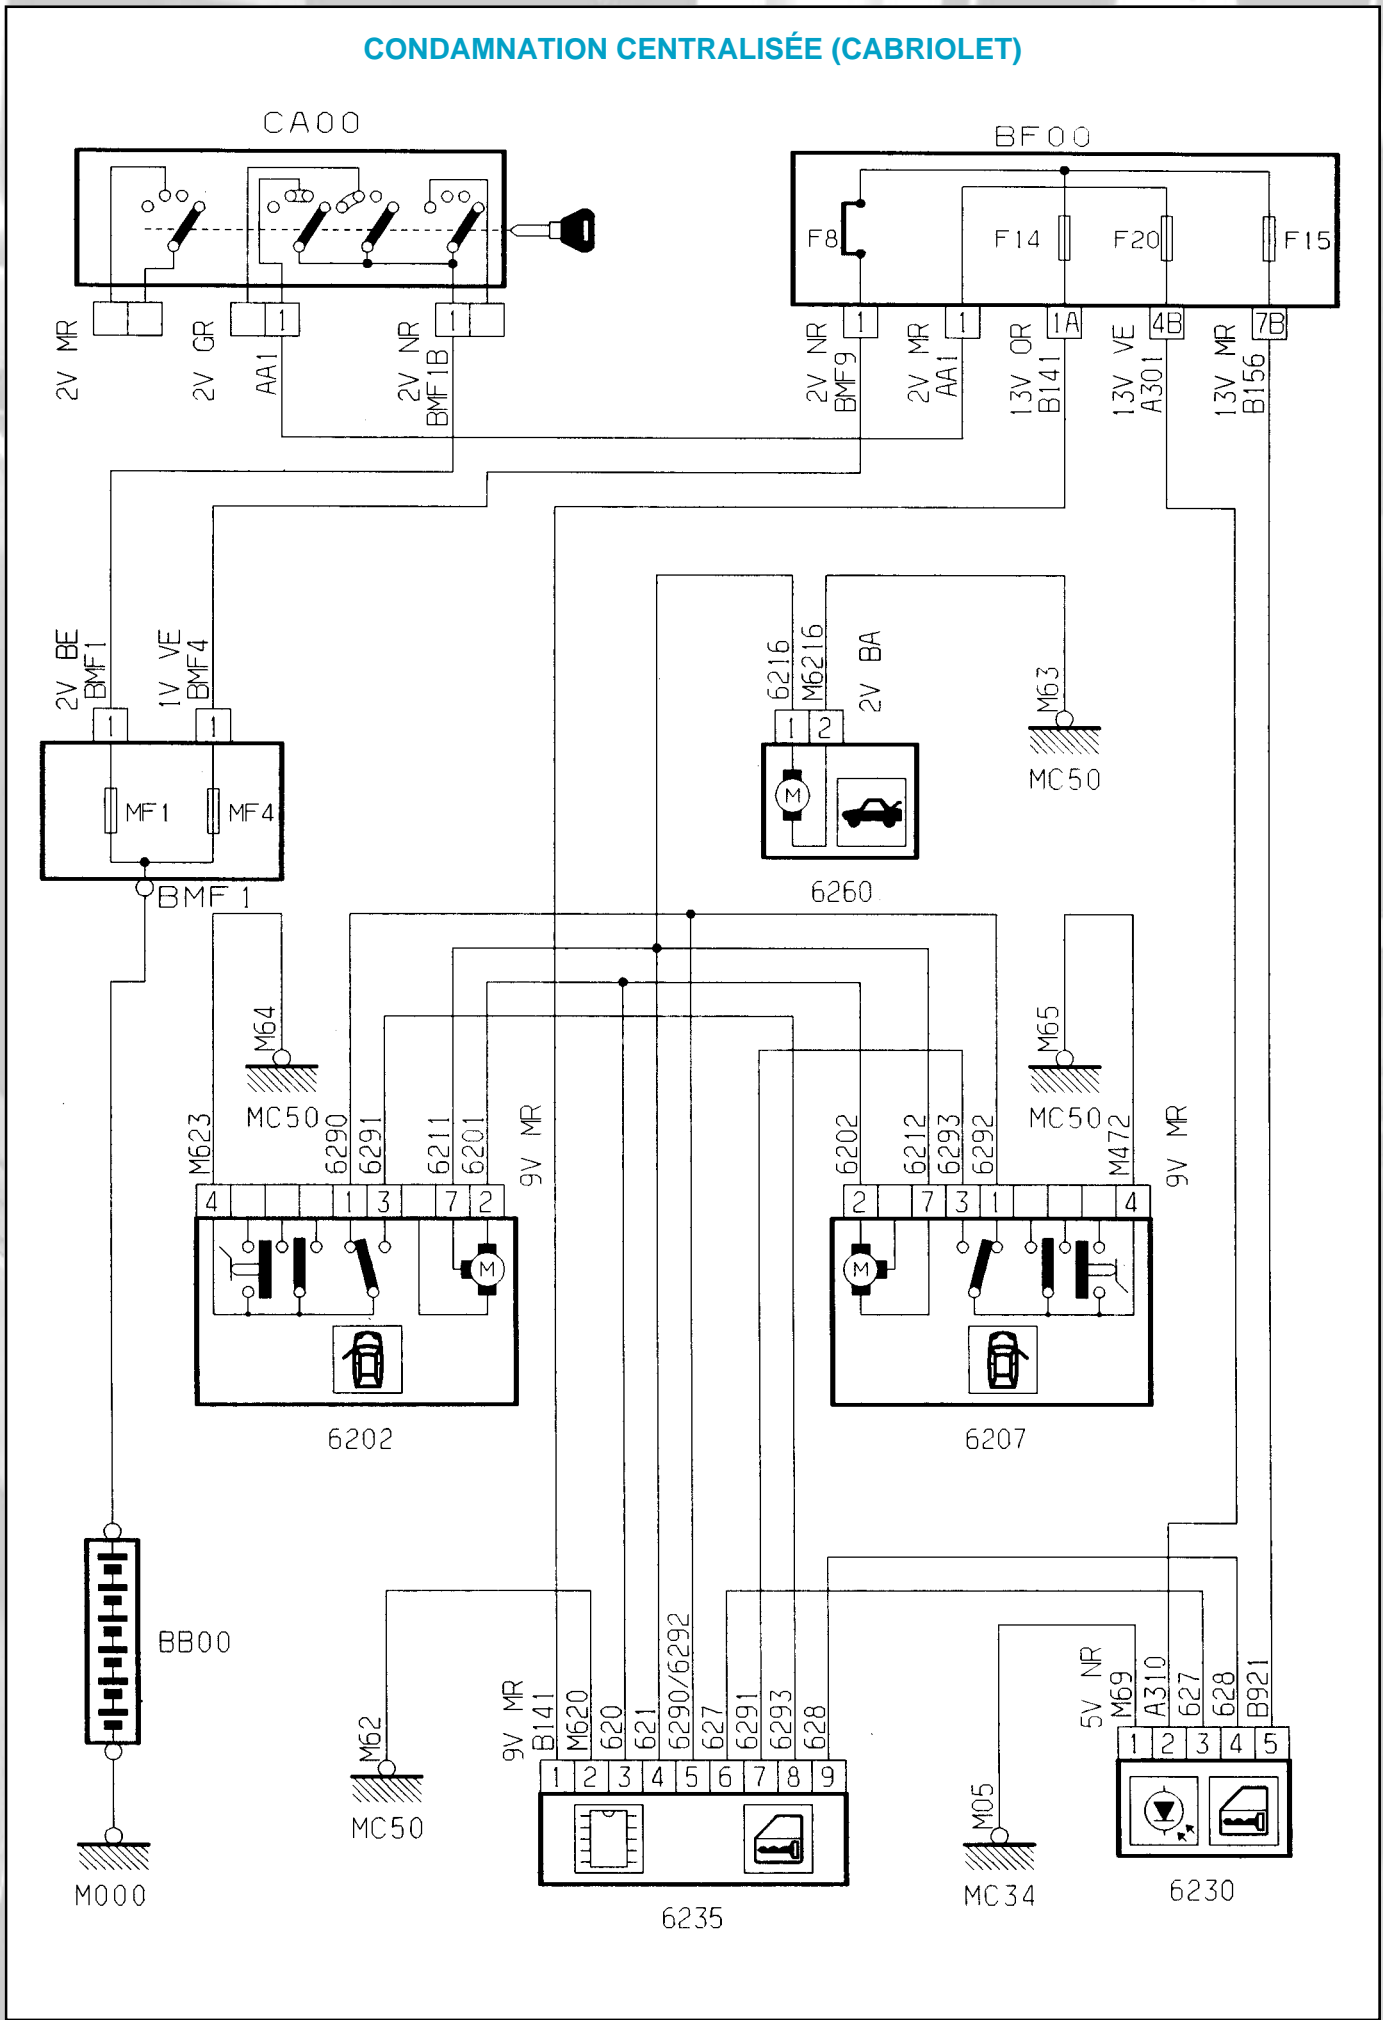 CONDAMNATION CENTRALISÉE (CABRIOLET)
CA00
BF00
F8
F14
F20
F15
1
1
1
1
1A
4B
7B
2V MR
2V GR
AA1
2V NR
BMF1B
2V NR
BMF9
2V MR
AA1
13V OR
B141
13V VE
A301
13V MR
B156
2V BE
BMF1
1V VE
BMF4
6216
M6216
2V BA
M63
1
1
1
2
MC50
MF1
MF4
M
6260
BMF1
M64
MC50
M65
MC50
M623
6290
6291
6211
6201
9V MR
6202
6212
6293
6292
M472
9V MR
4
1
3
7
2
2
7
3
1
4
M
M
6202
6207
BB00
M000
M62
MC50
9V MR
B141
M620
620
621
6290/6292
627
6291
6293
628
1
2
3
4
5
6
7
8
9
6235
M05
MC34
5V NR
M69
A310
627
628
B921
1
2
3
4
5
6230